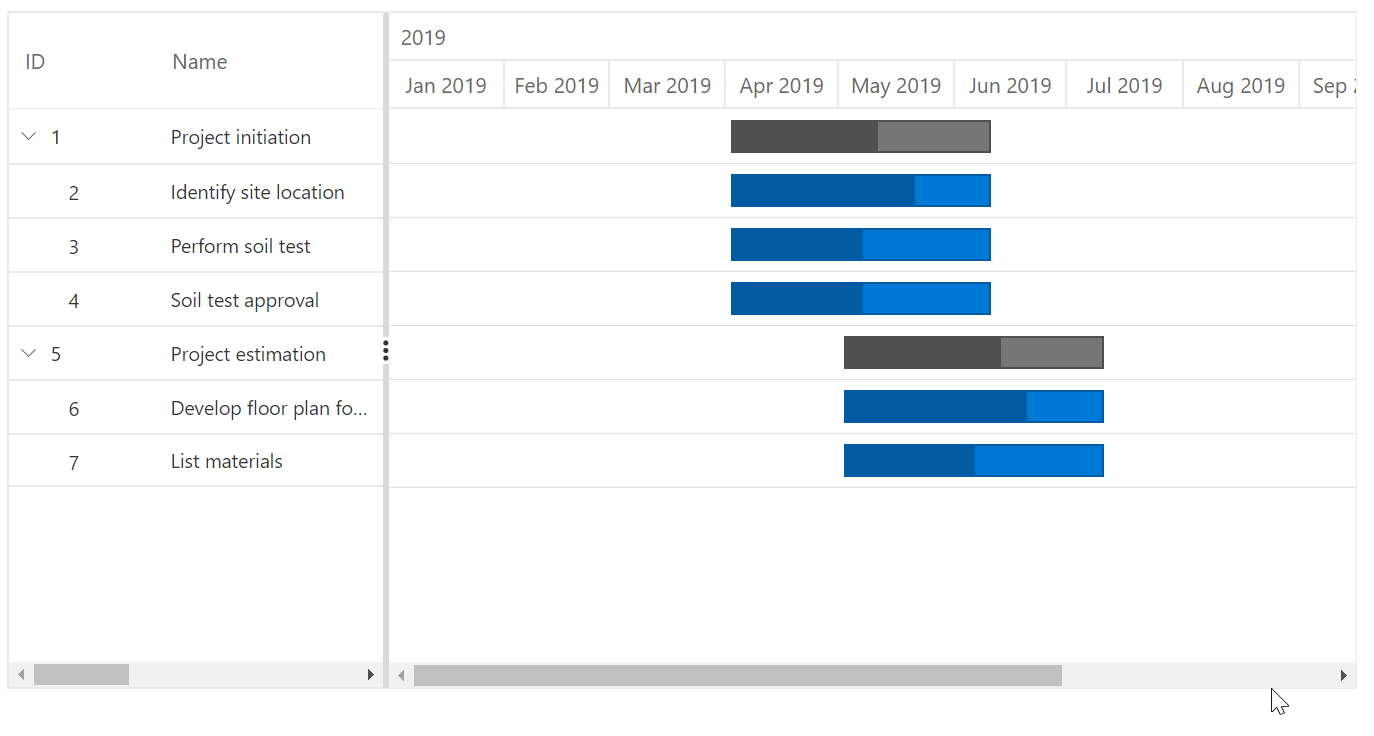 2019
ID Name
Jan 2019 Feb 2019 Mar 2019 Apr 2019 May 2019 Jun 2019 Jul 2019 Aug 2019 Sep
1 Project initiation
2 Identify site location
3 Perform soil test
4 Soil test approval
5 Project estimation
6 Develop floor plan fo...
7 List materials